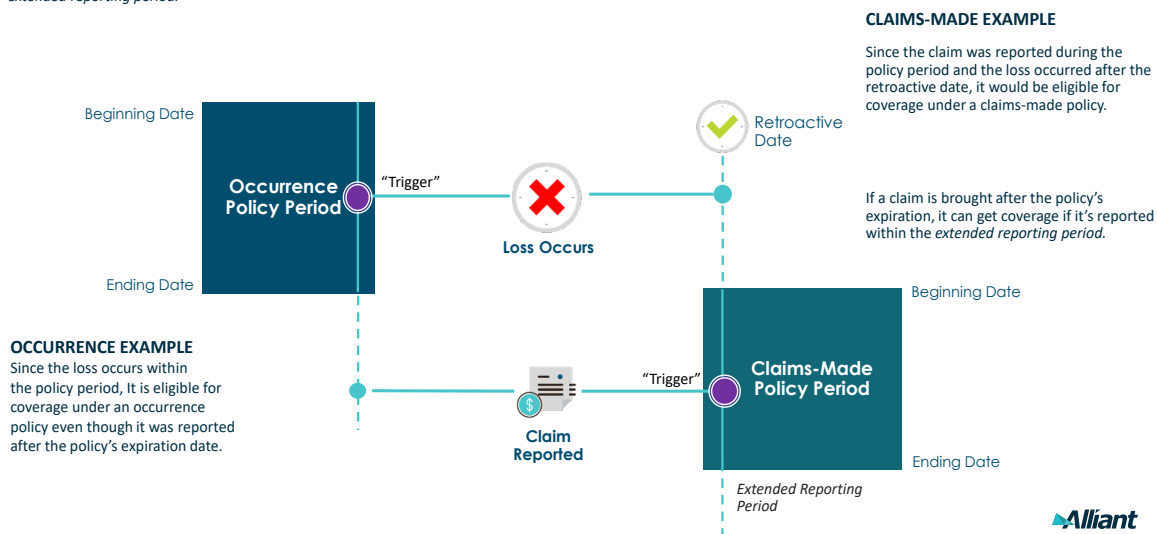 extended reporting period.
CLAIMS-MADE EXAMPLE
Since the claim was reported during the
policy period and the loss occurred after the
retroactive date, it would be eligible for
coverage under a claims-made policy.
Beginning Date
Retroactive
Date
Occurrence
Policy Period
"Trigger"
If a claim is brought after the policy's
expiration, it can get coverage if it's reported
within the extended reporting period.
Loss Occurs
Ending Date
Beginning Date
OCCURRENCE EXAMPLE
Since the loss occurs within
the policy period, It is eligible for
coverage under an occurrence
policy even though it was reported
after the policy's expiration date.
"Trigger"
Claims-Made
Policy Period
$
Claim
Reported
Ending Date
Extended Reporting
Period
Alliant